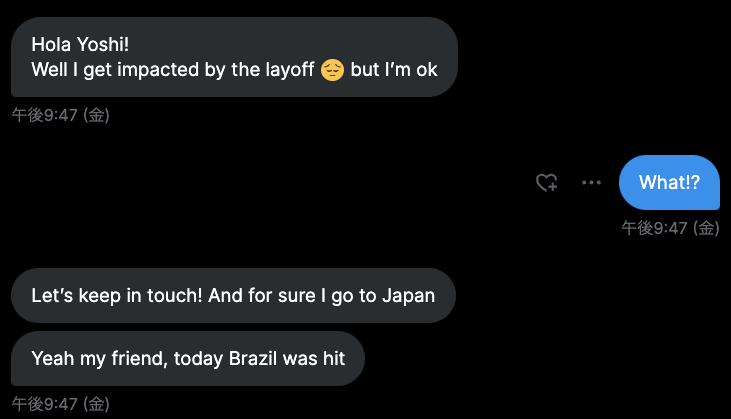 Hola Yoshi!
Well I get impacted by the layoff 😔 but I'm ok
午後9:47 (金)
What!?
午後9:47 (金)
Let's keep in touch! And for sure I go to Japan
Yeah my friend, today Brazil was hit
午後9:47 (金)